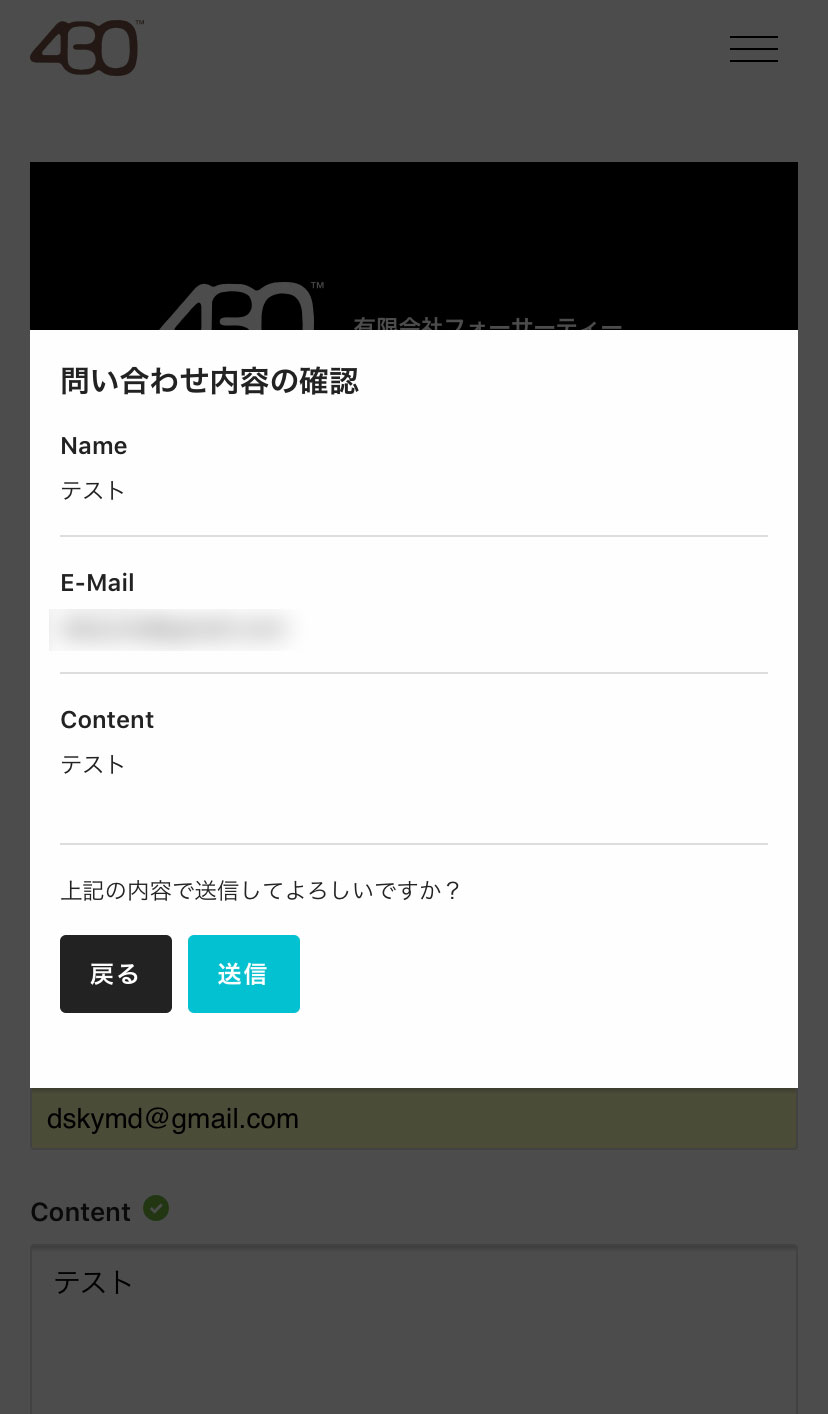 430™
430™
有限会社フォーサーティー
問い合わせ内容の確認
Name
テスト
E-Mail
Content
テスト
上記の内容で送信してよろしいですか？
戻る 送信
dskymd@gmail.com
Content
テスト